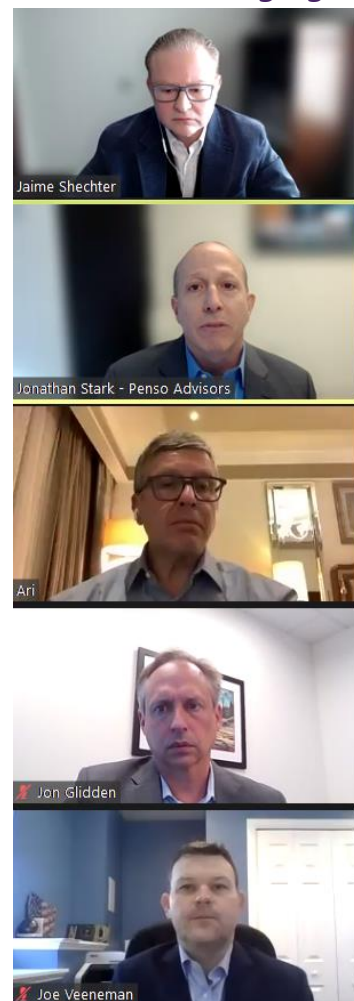 Jaime Shechter
Jonathan Stark - Penso Advisors
Ari
Jon Glidden
Joe Veeneman